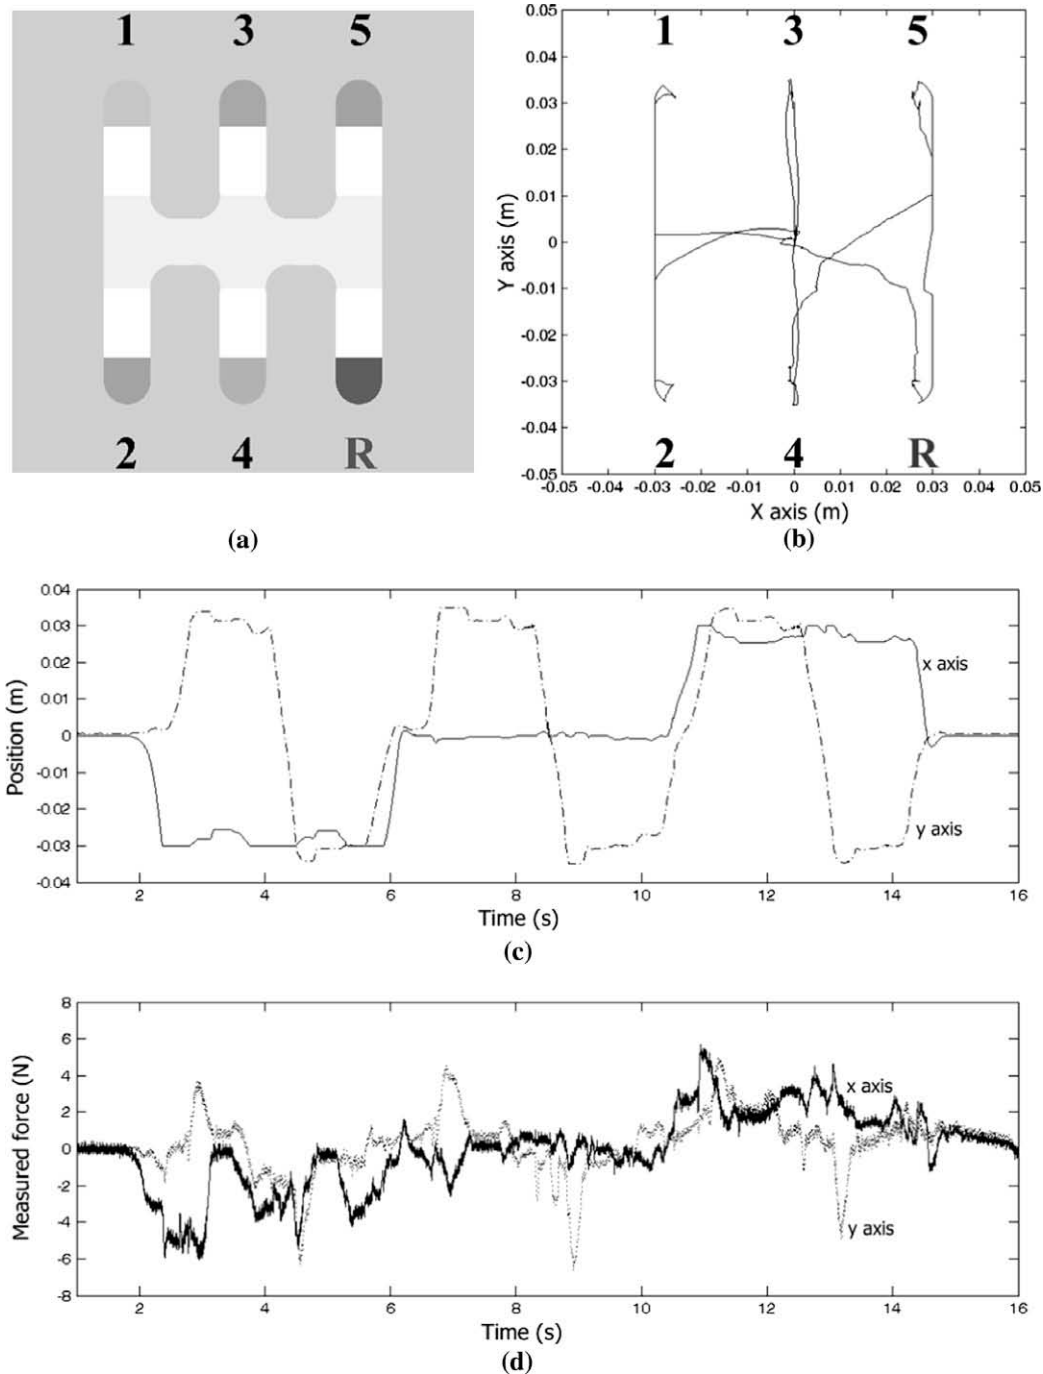 1 3 5
2 4 R
(a)
0.05
0.04
0.03
0.02
0.01
0
-0.01
-0.02
-0.03
-0.04
-0.05
Y axis (m)
1 3 5
2 4 R
-0.05 -0.04 -0.03 -0.02 -0.01 0 0.01 0.02 0.03 0.04 0.05
X axis (m)
(b)
0.04
0.03
0.02
0.01
0
-0.01
-0.02
-0.03
-0.04
Position (m)
x axis
y axis
2 4 6 8 10 12 14 16
Time (s)
(c)
8
6
4
2
0
-2
-4
-6
-8
Measured force (N)
x axis
y axis
2 4 6 8 10 12 14 16
Time (s)
(d)